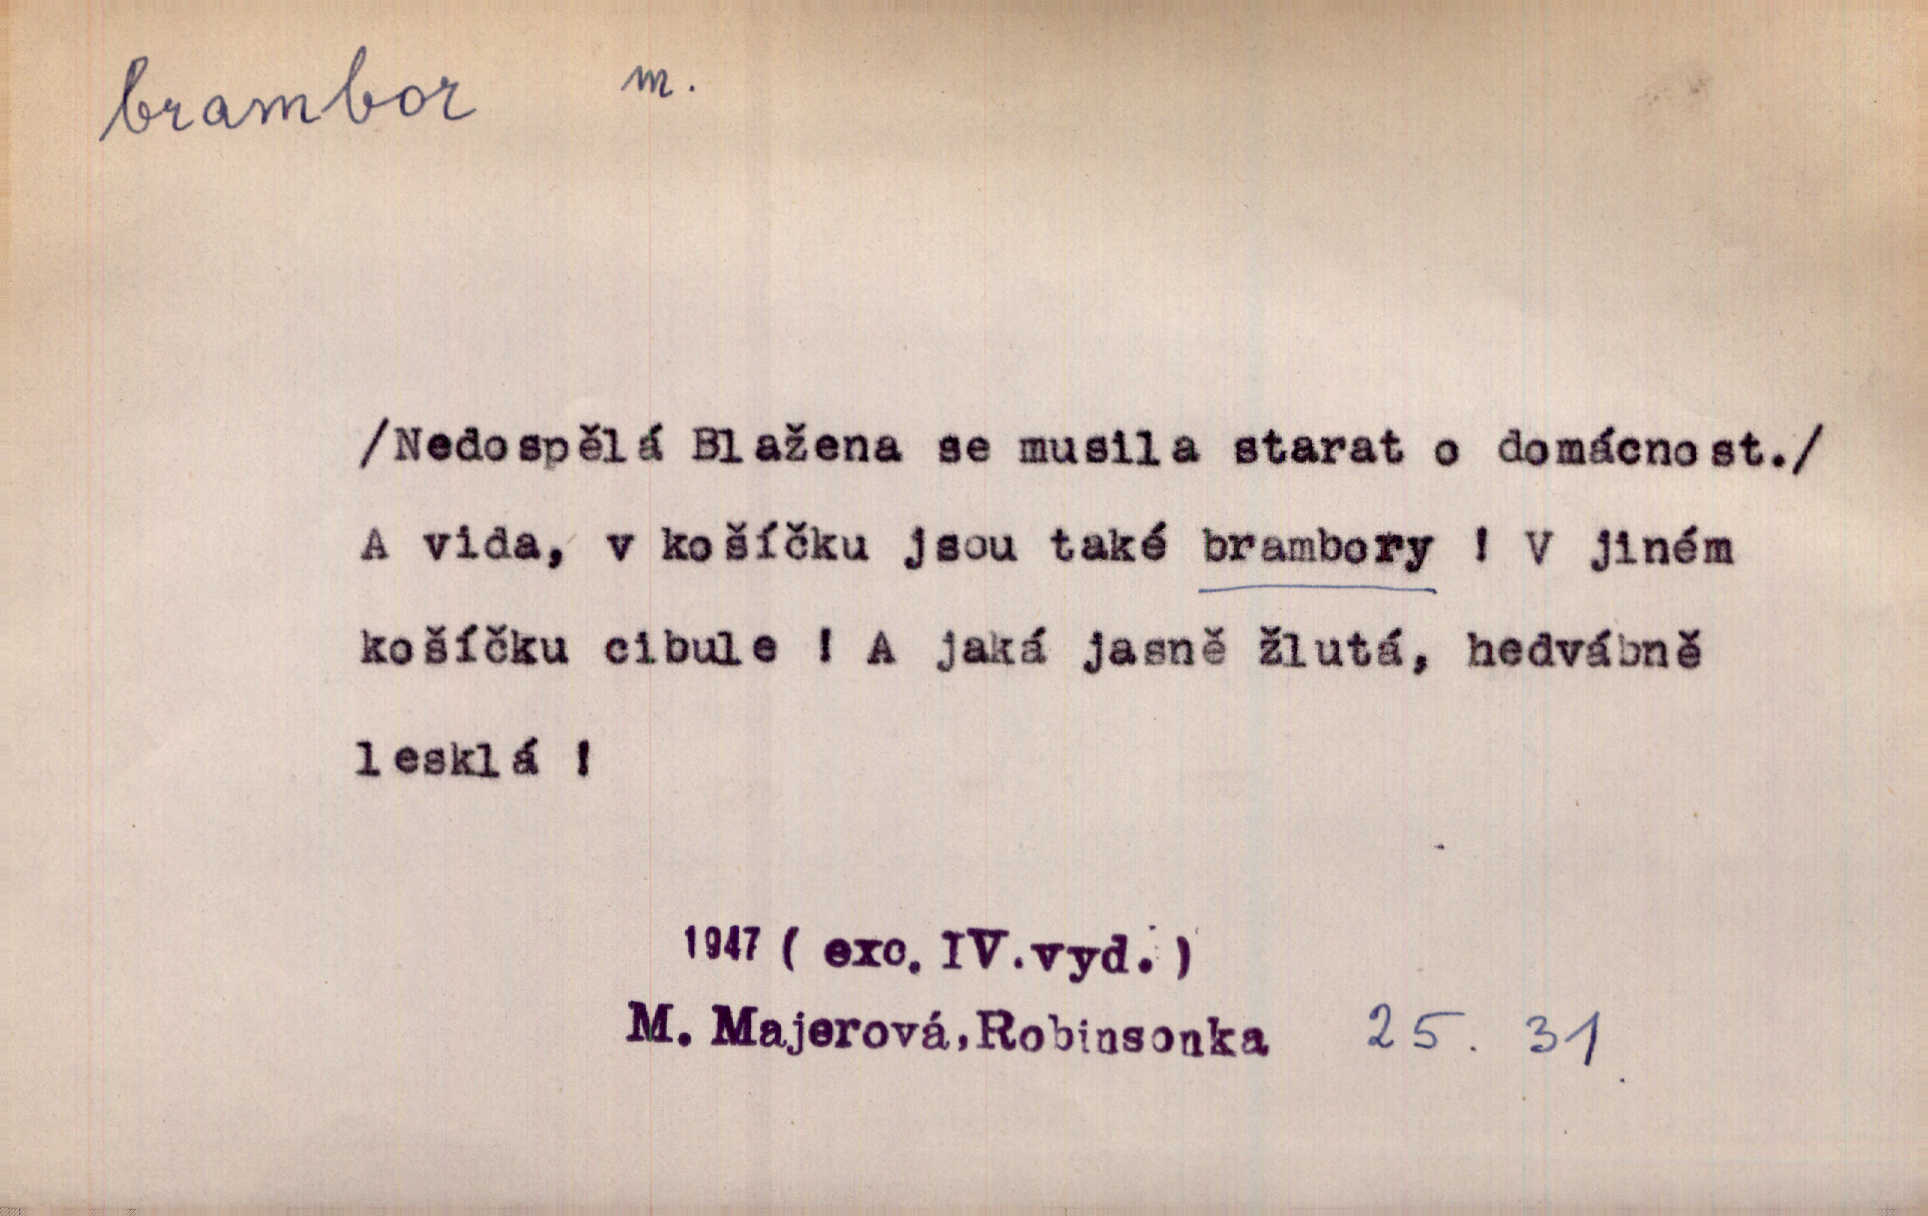 brambor m.
/Nedospělá Blažena se musila starat o domácnost./
A vida, v košíčku jsou také brambory ! V jiném
košíčku cibule ! A jaká jasně žlutá, hedvábně
lesklá !
1947 ( exc. IV.vyd. )
M. Majerová,Robinsonka 25. 31